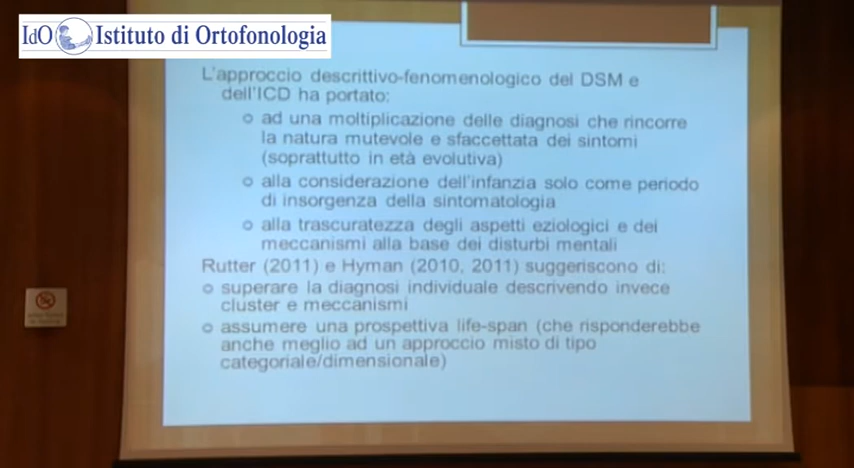 IdO Istituto di Ortofonologia
L'approccio descrittivo-fenomenologico del DSM e
dell'ICD ha portato:
○ ad una moltiplicazione delle diagnosi che rincorre
la natura mutevole e sfaccettata dei sintomi
(soprattutto in età evolutiva)
○ alla considerazione dell'infanzia solo come periodo
di insorgenza della sintomatologia
○ alla trascuratezza degli aspetti eziologici e dei
meccanismi alla base dei disturbi mentali
Rutter (2011) e Hyman (2010, 2011) suggeriscono di:
○ superare la diagnosi individuale descrivendo invece
cluster e meccanismi
○ assumere una prospettiva life-span (che risponderebbe
anche meglio ad un approccio misto di tipo
categoriale/dimensionale)